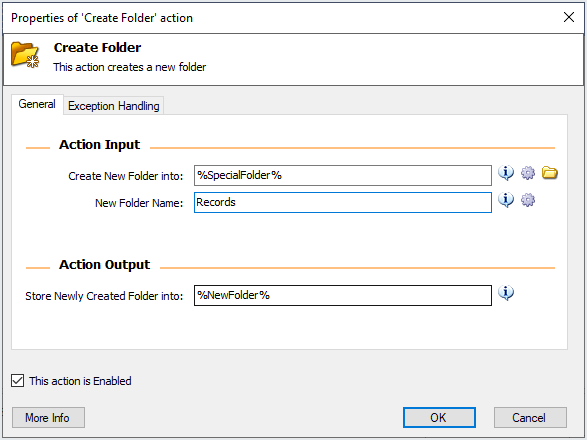 Properties of 'Create Folder' action
Create Folder
This action creates a new folder
General Exception Handling
Action Input
Create New Folder into: %SpecialFolder%
New Folder Name: Records
Action Output
Store Newly Created Folder into: %NewFolder%
This action is Enabled
More Info OK Cancel